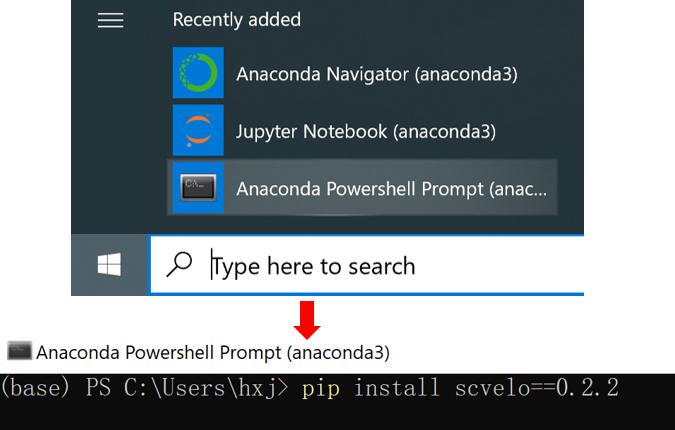 Recently added
Anaconda Navigator (anaconda3)
Jupyter Notebook (anaconda3)
Anaconda Powershell Prompt (anac...
Type here to search
Anaconda Powershell Prompt (anaconda3)
(base) PS C:\Users\hxj> pip install scvelo==0.2.2